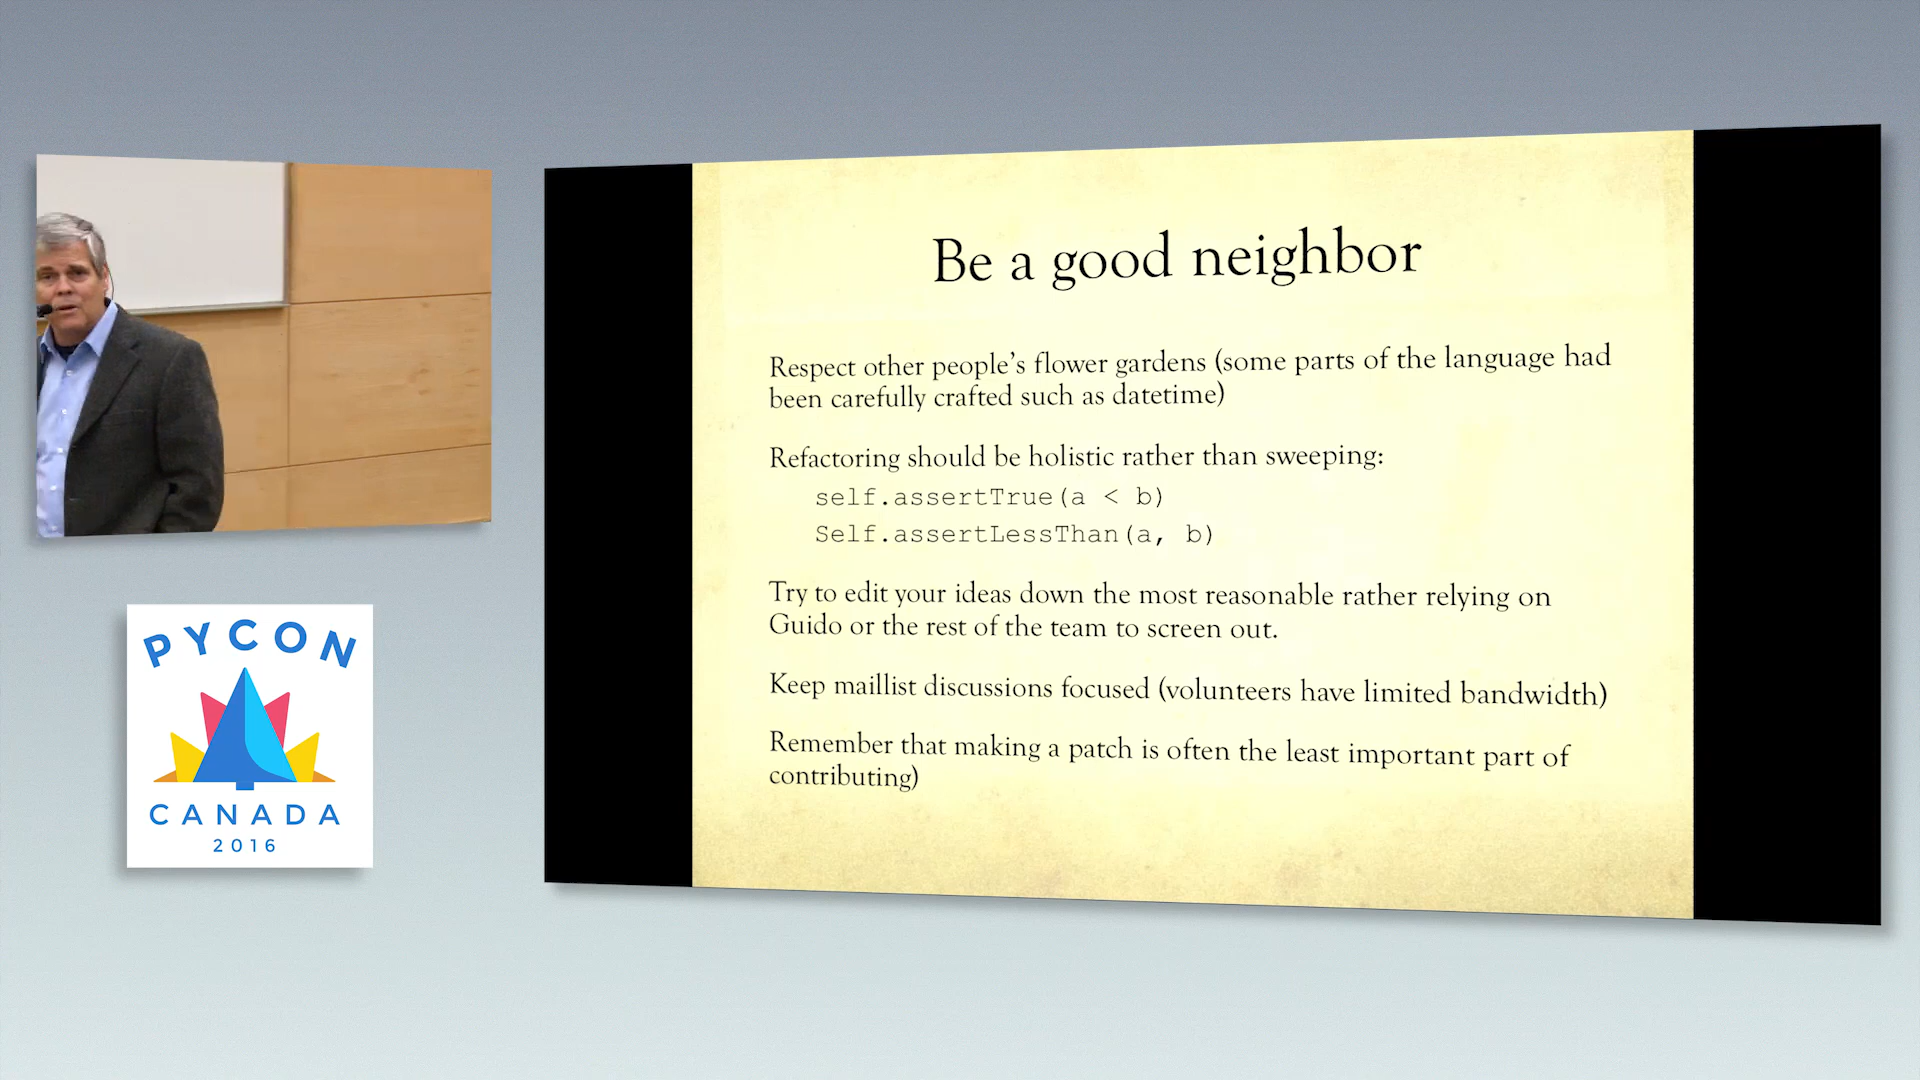 PYCON
CANADA
2016
Be a good neighbor
Respect other people’s flower gardens (some parts of the language had
been carefully crafted such as datetime)
Refactoring should be holistic rather than sweeping:
self.assertTrue(a < b)
Self.assertLessThan(a, b)
Try to edit your ideas down the most reasonable rather relying on
Guido or the rest of the team to screen out.
Keep maillist discussions focused (volunteers have limited bandwidth)
Remember that making a patch is often the least important part of
contributing)